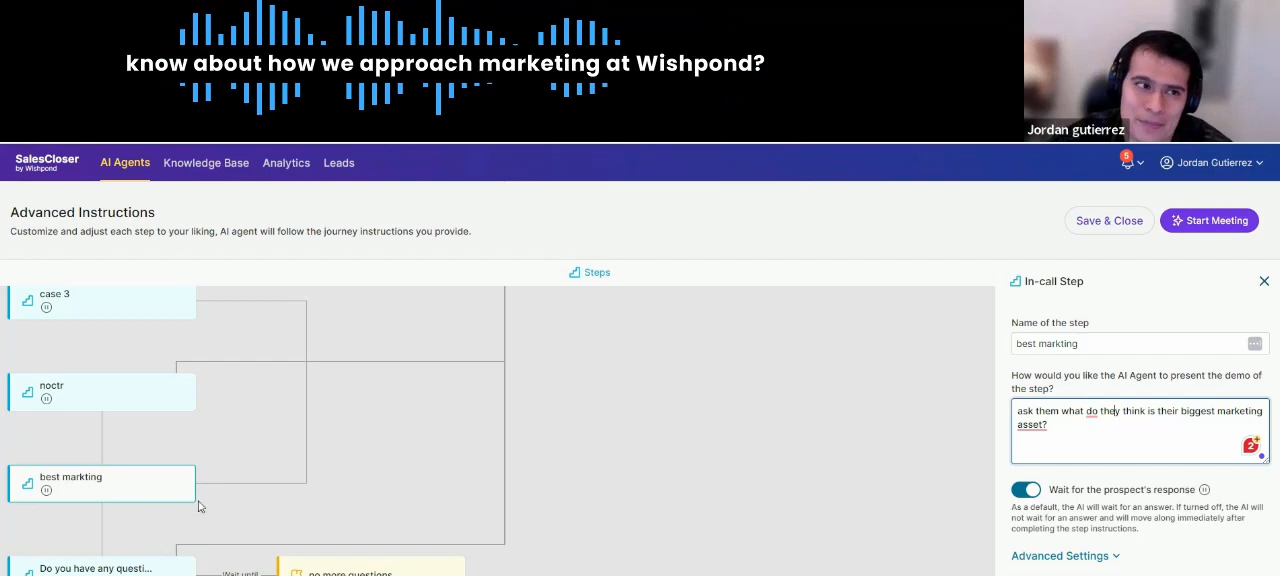 know about how we approach marketing at Wishpond?
Jordan gutierrez
SalesCloser
by Wishpond
AI Agents
Knowledge Base
Analytics
Leads
5
Jordan Gutierrez
Advanced Instructions
Customize and adjust each step to your liking, AI agent will follow the journey instructions you provide.
Save & Close
Start Meeting
Steps
case 3
noctr
best markting
Do you have any questi...
Wait until
no more questions
In-call Step
Name of the step
best markting
How would you like the AI Agent to present the demo of
the step?
ask them what do they think is their biggest marketing
asset?
2
Wait for the prospect's response
As a default, the AI will wait for an answer. If turned off, the AI will
not wait for an answer and will move along immediately after
completing the step instructions.
Advanced Settings